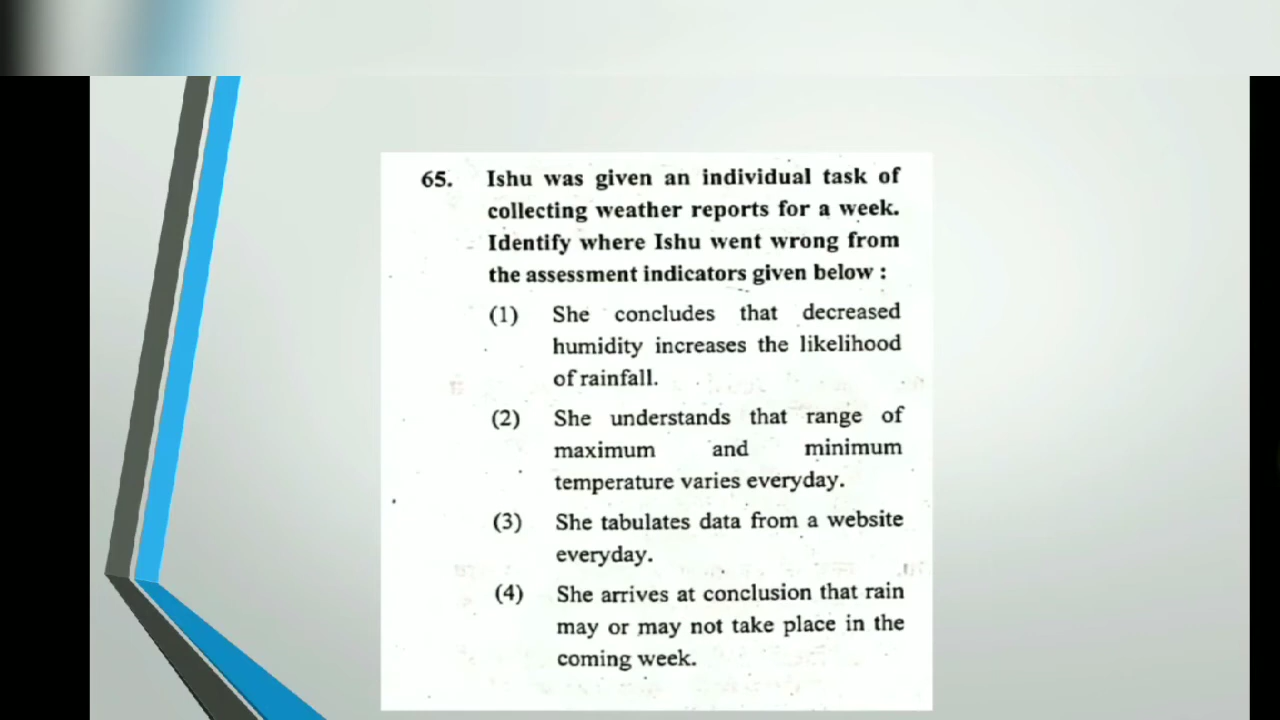 65. Ishu was given an individual task of
collecting weather reports for a week.
Identify where Ishu went wrong from
the assessment indicators given below :
(1) She concludes that decreased
humidity increases the likelihood
of rainfall.
(2) She understands that range of
maximum and minimum
temperature varies everyday.
(3) She tabulates data from a website
everyday.
(4) She arrives at conclusion that rain
may or may not take place in the
coming week.